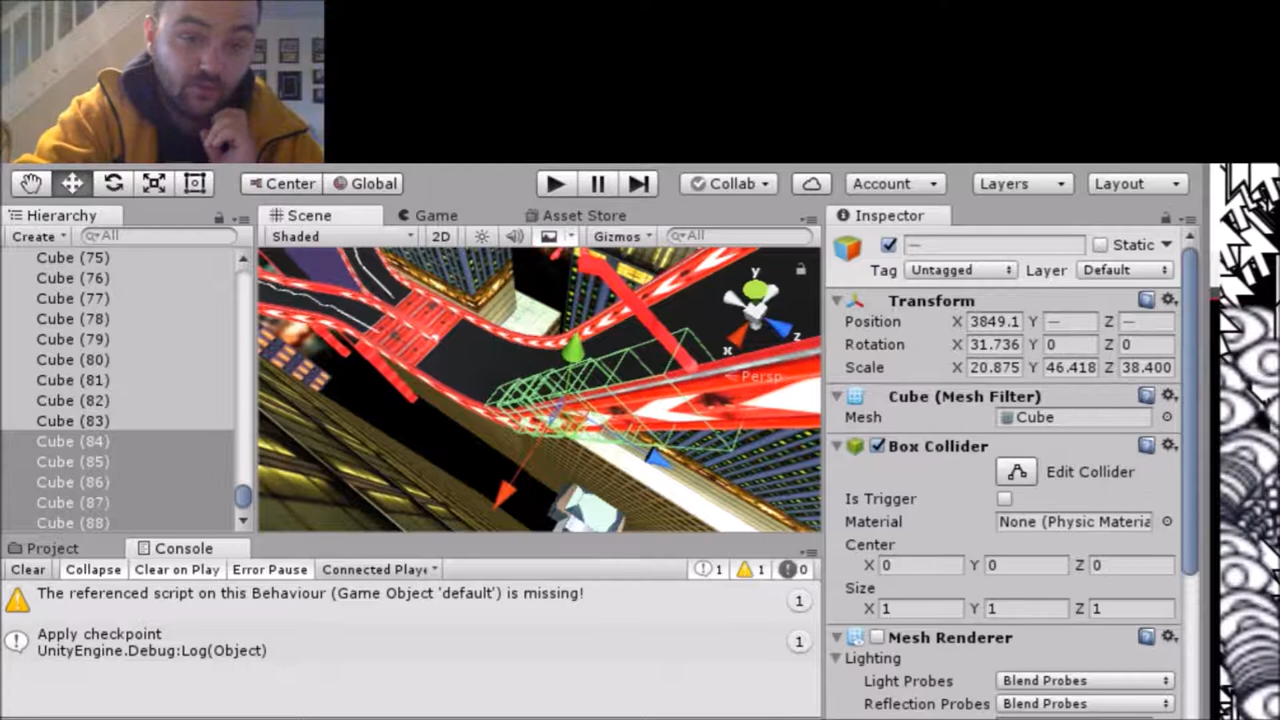 Center Global Collab Account Layers Layout
Hierarchy Scene Game Asset Store Inspector
Create All Shaded 2D Gizmos All
— Static
Tag Untagged Layer Default
Cube (75)
Cube (76)
Cube (77)
Cube (78)
Cube (79)
Cube (80)
Cube (81)
Cube (82)
Cube (83)
Cube (84)
Cube (85)
Cube (86)
Cube (87)
Cube (88)
y
x
z
Persp
Transform
Position X 3849.1 Y — Z —
Rotation X 31.736 Y 0 Z 0
Scale X 20.875 Y 46.418 Z 38.400
Cube (Mesh Filter)
Mesh Cube
Box Collider
Edit Collider
Is Trigger
Material None (Physic Materia
Center
X 0 Y 0 Z 0
Size
X 1 Y 1 Z 1
Mesh Renderer
Lighting
Light Probes Blend Probes
Reflection Probes Blend Probes
Project Console
Clear Collapse Clear on Play Error Pause Connected Playe 1 1 0
The referenced script on this Behaviour (Game Object 'default') is missing! 1
Apply checkpoint
UnityEngine.Debug:Log(Object) 1